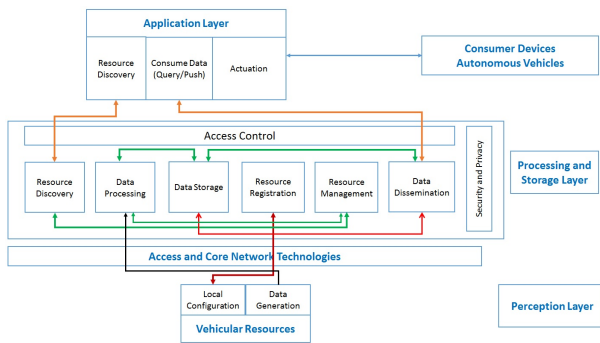 Application Layer
Resource
Discovery
Consume Data
(Query/Push)
Actuation
Consumer Devices
Autonomous Vehicles
Access Control
Resource
Discovery
Data
Processing
Data Storage
Resource
Registration
Resource
Management
Data
Dissemination
Security and Privacy
Processing and
Storage Layer
Access and Core Network Technologies
Local
Configuration
Data
Generation
Vehicular Resources
Perception Layer